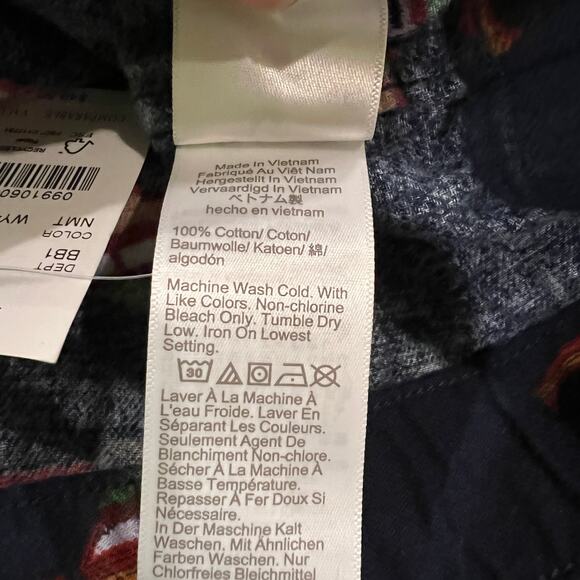 Made In Vietnam
Fabriqué Au Viêt Nam
Hergestellt In Vietnam
Vervaardigd In Vietnam
ベトナム製
hecho en vietnam
100% Cotton/ Coton/
Baumwolle/ Katoen/ 綿/
algodón
Machine Wash Cold. With
Like Colors. Non-chlorine
Bleach Only. Tumble Dry
Low. Iron On Lowest
Setting.
30
Laver À La Machine À
L'eau Froide. Laver En
Séparant Les Couleurs.
Seulement Agent De
Blanchiment Non-chlore.
Sécher À La Machine À
Basse Température.
Repasser À Fer Doux Si
Nécessaire.
In Der Maschine Kalt
Waschen. Mit Ähnlichen
Farben Waschen. Nur
Chlorfreies Bleichmittel
DEPT
BB1
COLOR
NMT
0991060
COMPARABLE